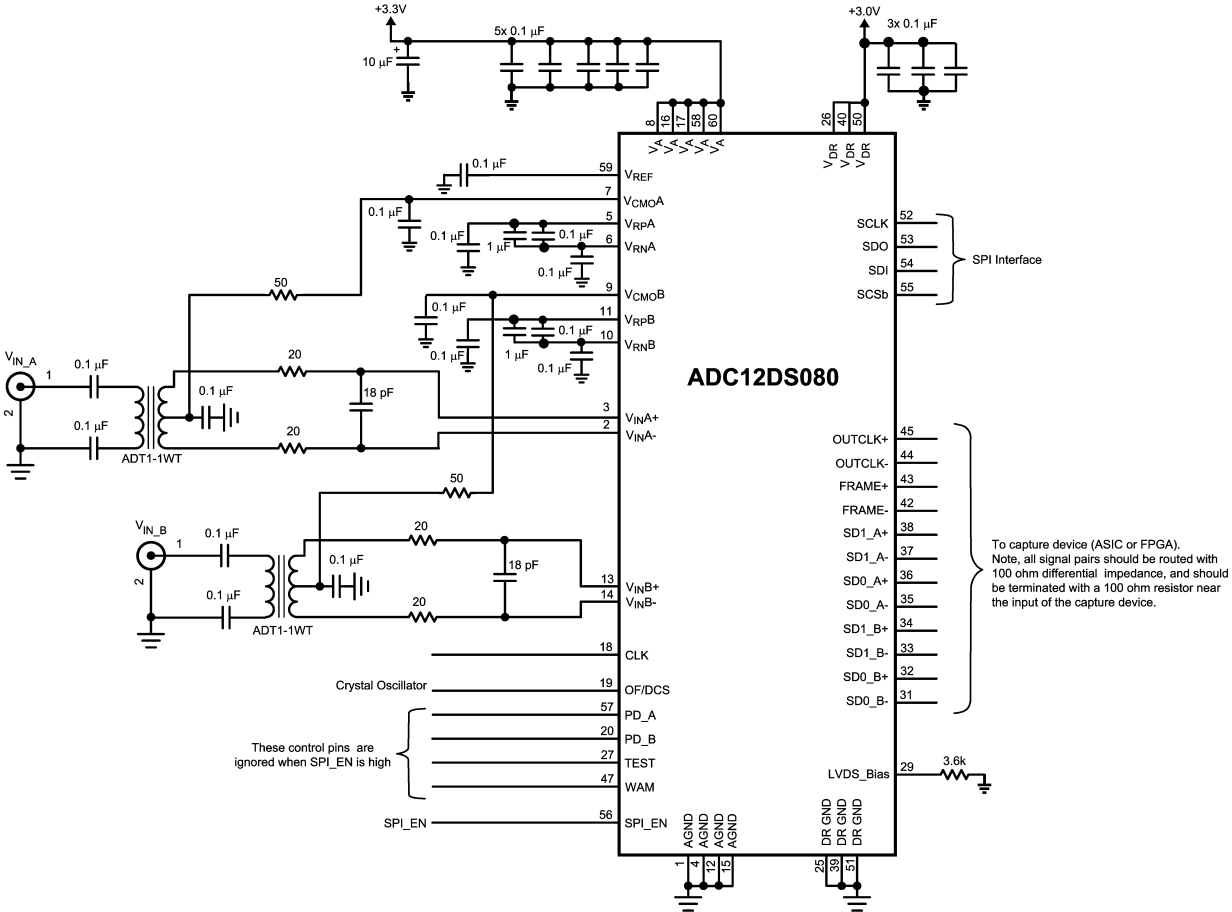 +3.3V
5x 0.1 µF
+
10 µF
+3.0V
3x 0.1 µF
8
16
17
58
60
VA
VA
VA
VA
VA
26
40
50
VDR
VDR
VDR
0.1 µF
59
VREF
7
VCMOA
0.1 µF
5
VRPA
0.1 µF
1 µF
0.1 µF
6
VRNA
0.1 µF
50
9
VCMOB
0.1 µF
11
VRPB
0.1 µF
1 µF
0.1 µF
10
VRNB
0.1 µF
SCLK
52
SDO
53
SDI
54
SCSb
55
SPI Interface
ADC12DS080
VIN_A
1
2
0.1 µF
0.1 µF
ADT1-1WT
0.1 µF
20
20
18 pF
3
VINA+
2
VINA-
50
VIN_B
1
2
0.1 µF
0.1 µF
ADT1-1WT
0.1 µF
20
20
18 pF
13
VINB+
14
VINB-
OUTCLK+
45
OUTCLK-
44
FRAME+
43
FRAME-
42
SD1_A+
38
SD1_A-
37
SD0_A+
36
SD0_A-
35
SD1_B+
34
SD1_B-
33
SD0_B+
32
SD0_B-
31
To capture device (ASIC or FPGA).
Note, all signal pairs should be routed with
100 ohm differential impedance, and should
be terminated with a 100 ohm resistor near
the input of the capture device.
18
CLK
Crystal Oscillator
19
OF/DCS
57
PD_A
20
PD_B
27
TEST
47
WAM
These control pins are
ignored when SPI_EN is high
SPI_EN
56
SPI_EN
LVDS_Bias
29
3.6k
AGND
AGND
AGND
AGND
1
4
12
15
DR GND
DR GND
DR GND
25
39
51